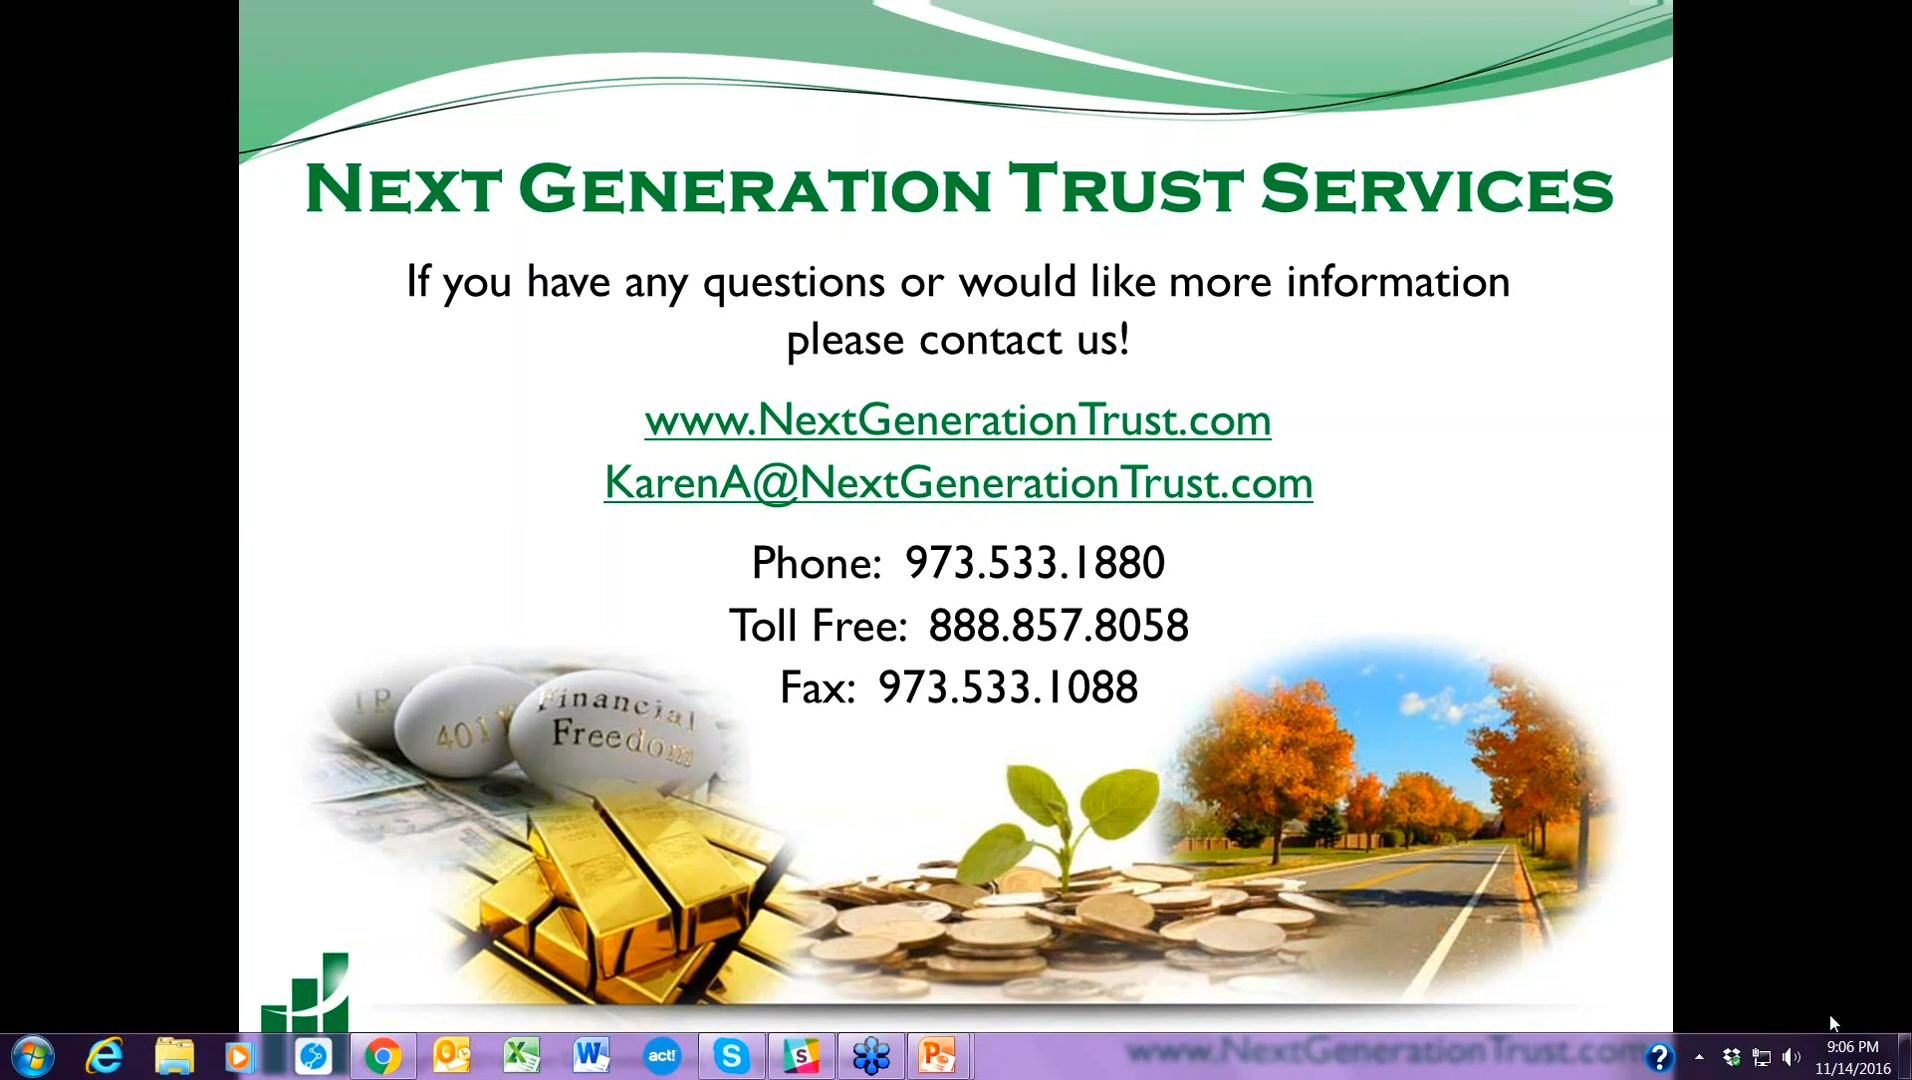 Next Generation Trust Services
If you have any questions or would like more information
please contact us!
www.NextGenerationTrust.com
KarenA@NextGenerationTrust.com
Phone: 973.533.1880
Toll Free: 888.857.8058
Fax: 973.533.1088
IR
401
Financial
Freedom
www.NextGenerationTrust.com
act!
9:06 PM
11/14/2016